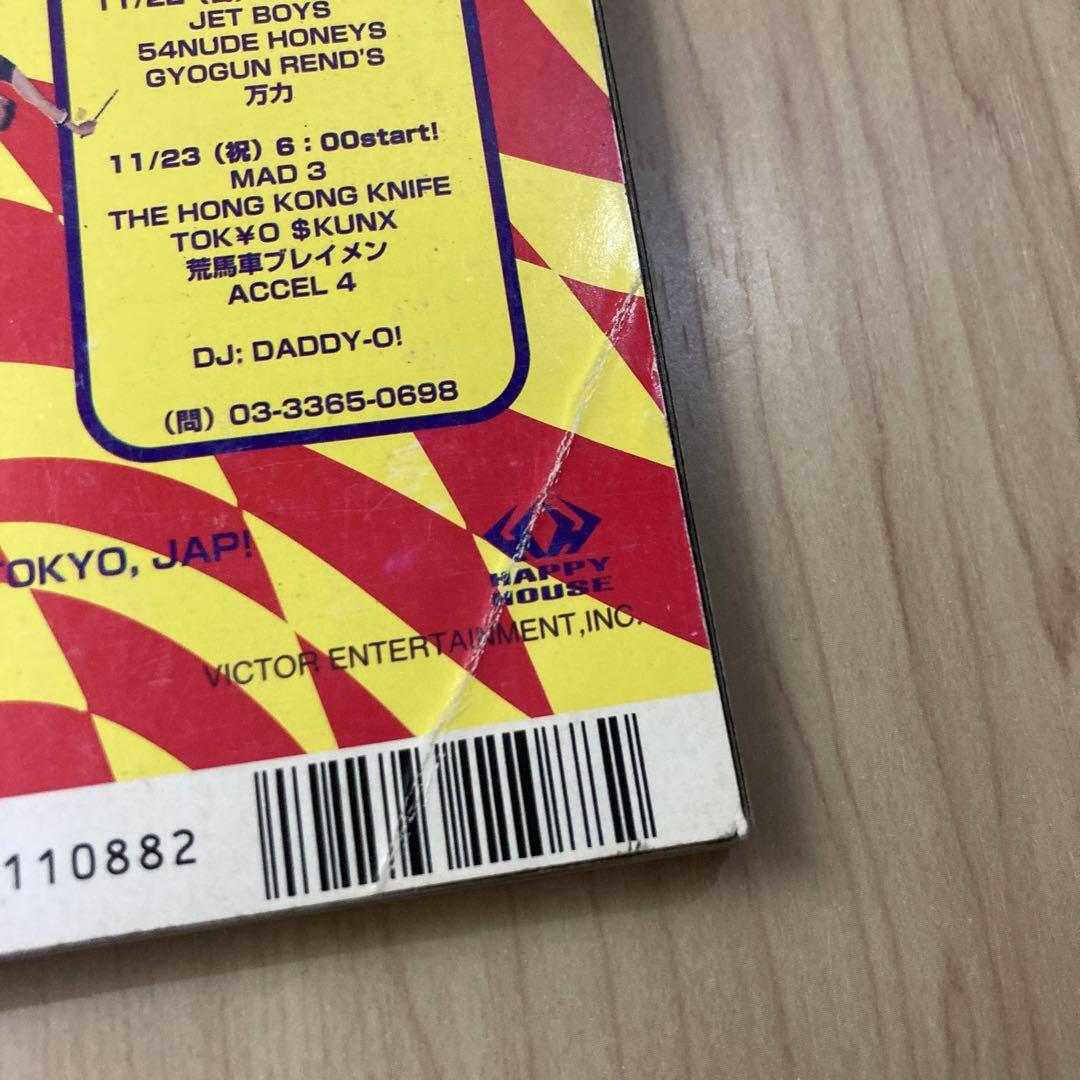 JET BOYS
54NUDE HONEYS
GYOGUN REND'S
万力
11/23（祝）6：00start!
MAD 3
THE HONG KONG KNIFE
TOK¥O $KUNX
荒馬車ブレイメン
ACCEL 4
DJ: DADDY-O!
（問）03-3365-0698
TOKYO, JAP!
HAPPY
HOUSE
VICTOR ENTERTAINMENT,INC.
110882